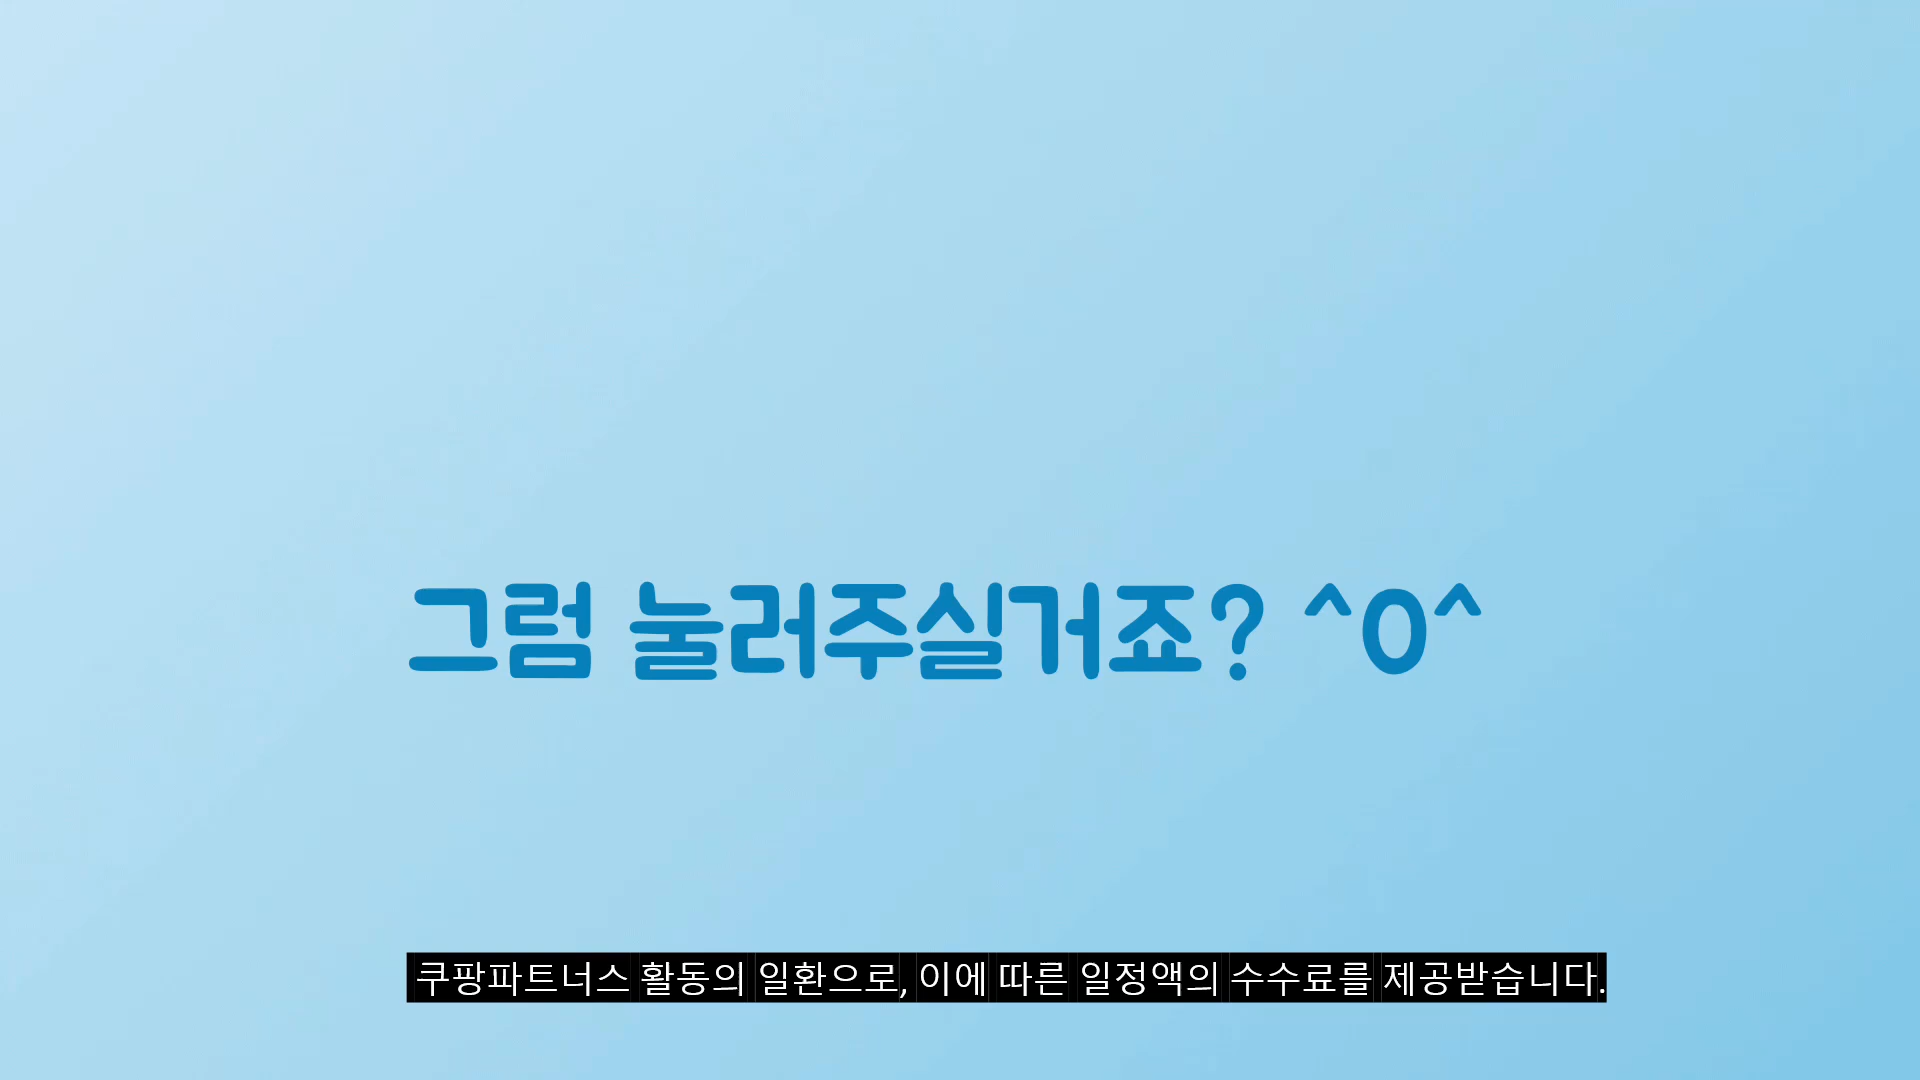 그럼 눌러주실거죠? ^0^
쿠팡파트너스 활동의 일환으로, 이에 따른 일정액의 수수료를 제공받습니다.